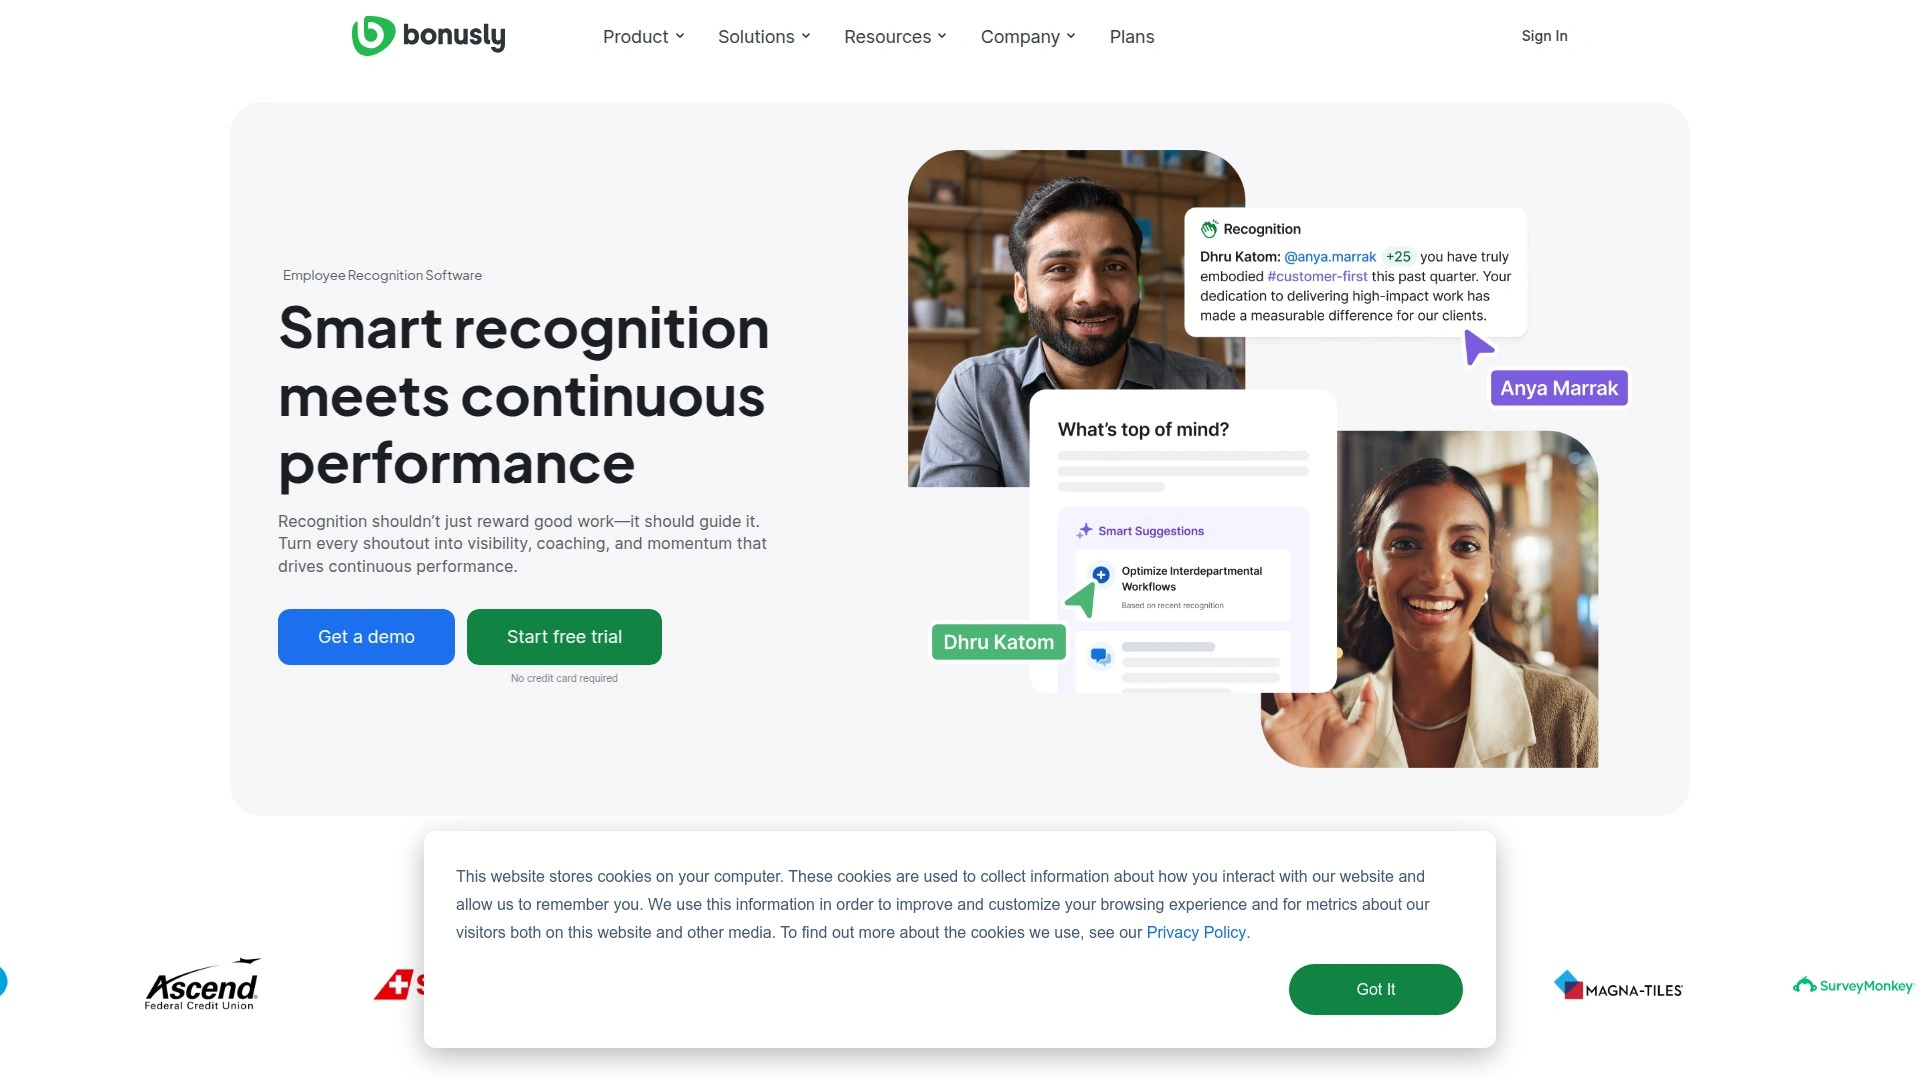 bonusly
Product
Solutions
Resources
Company
Plans
Sign In
Employee Recognition Software
Smart recognition
meets continuous
performance
Recognition shouldn’t just reward good work—it should guide it.
Turn every shoutout into visibility, coaching, and momentum that
drives continuous performance.
Get a demo
Start free trial
No credit card required
Recognition
Dhru Katom: @anya.marrak +25 you have truly
embodied #customer-first this past quarter. Your
dedication to delivering high-impact work has
made a measurable difference for our clients.
Anya Marrak
What’s top of mind?
Smart Suggestions
Optimize Interdepartmental
Workflows
Based on recent recognition
Dhru Katom
This website stores cookies on your computer. These cookies are used to collect information about how you interact with our website and
allow us to remember you. We use this information in order to improve and customize your browsing experience and for metrics about our
visitors both on this website and other media. To find out more about the cookies we use, see our Privacy Policy.
Got It
Ascend
Federal Credit Union
MAGNA-TILES
SurveyMonkey